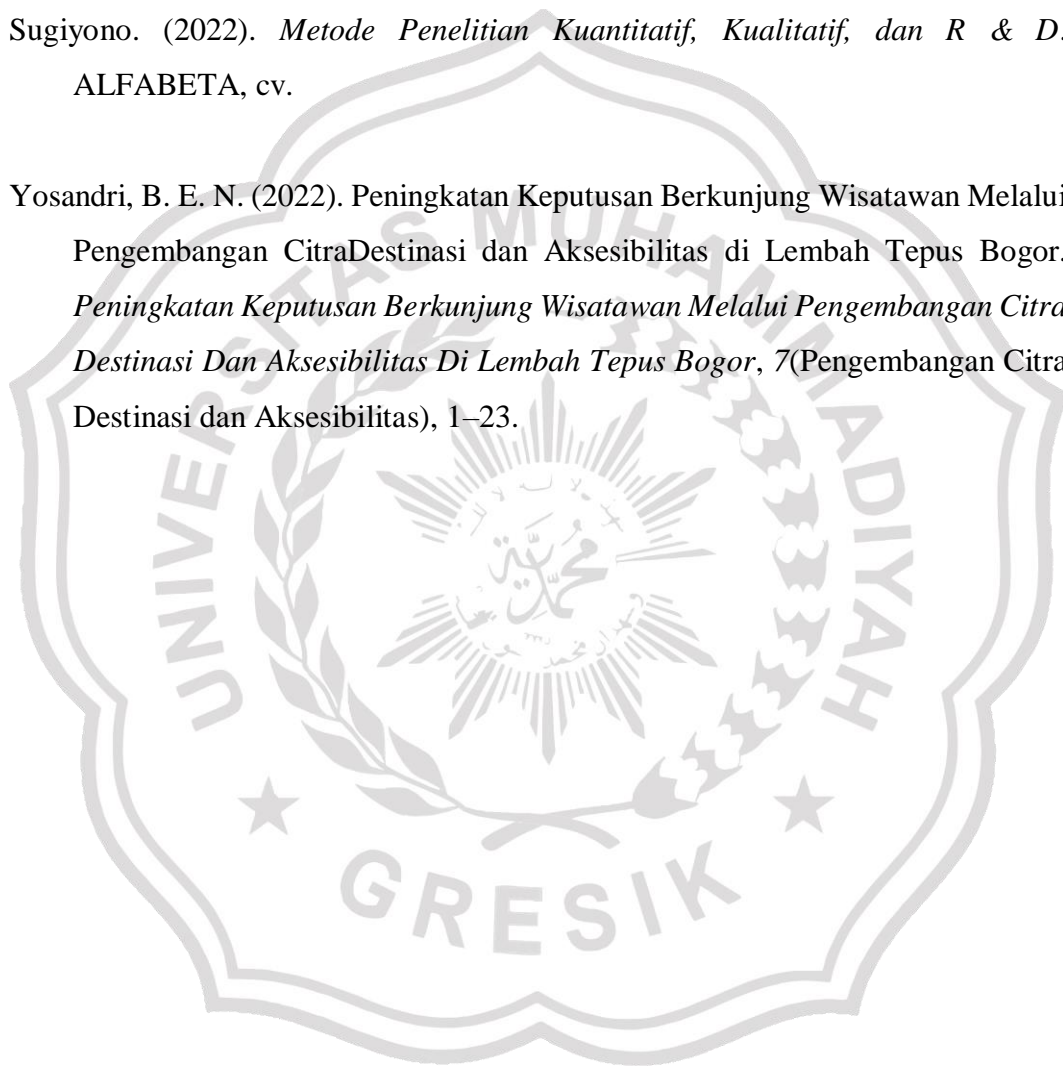 Sugiyono. (2022). Metode Penelitian Kuantitatif, Kualitatif, dan R & D.
ALFABETA, cv.
Yosandri, B. E. N. (2022). Peningkatan Keputusan Berkunjung Wisatawan Melalui
Pengembangan CitraDestinasi dan Aksesibilitas di Lembah Tepus Bogor.
Peningkatan Keputusan Berkunjung Wisatawan Melalui Pengembangan Citra
Destinasi Dan Aksesibilitas Di Lembah Tepus Bogor, 7(Pengembangan Citra
Destinasi dan Aksesibilitas), 1–23.
UNIVERSITAS MUHAMMADIYAH
GRESIK